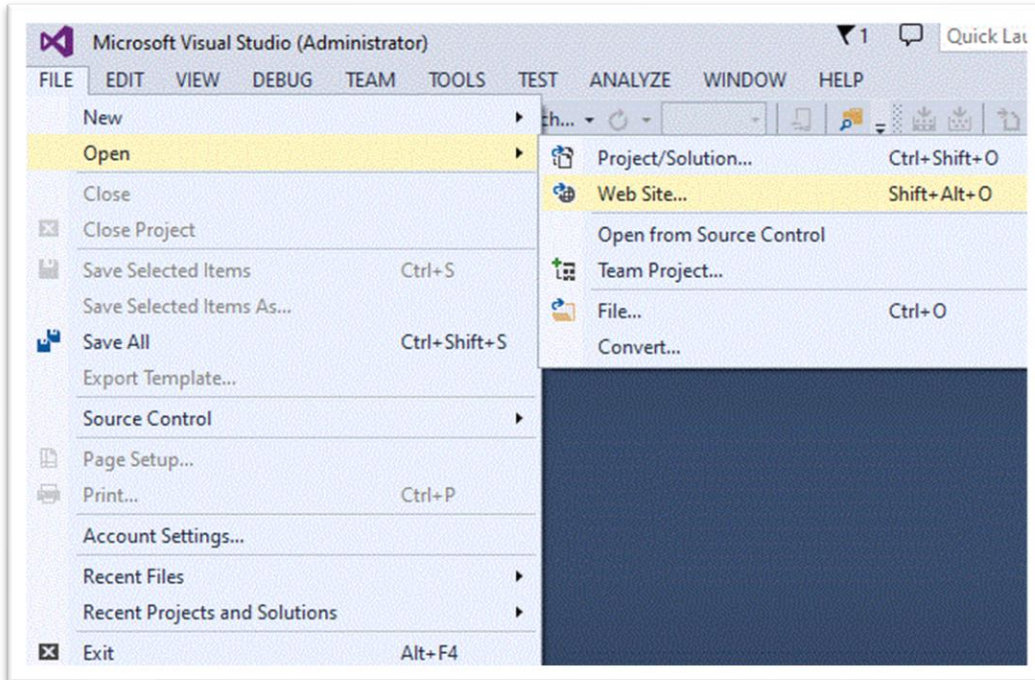 Microsoft Visual Studio (Administrator) 1 Quick Lau
FILE EDIT VIEW DEBUG TEAM TOOLS TEST ANALYZE WINDOW HELP
New
ch...
Open
Project/Solution... Ctrl+Shift+O
Close
Web Site... Shift+Alt+O
Close Project
Open from Source Control
Save Selected Items Ctrl+S
Team Project...
Save Selected Items As...
File... Ctrl+O
Save All Ctrl+Shift+S
Convert...
Export Template...
Source Control
Page Setup...
Print... Ctrl+P
Account Settings...
Recent Files
Recent Projects and Solutions
Exit Alt+F4